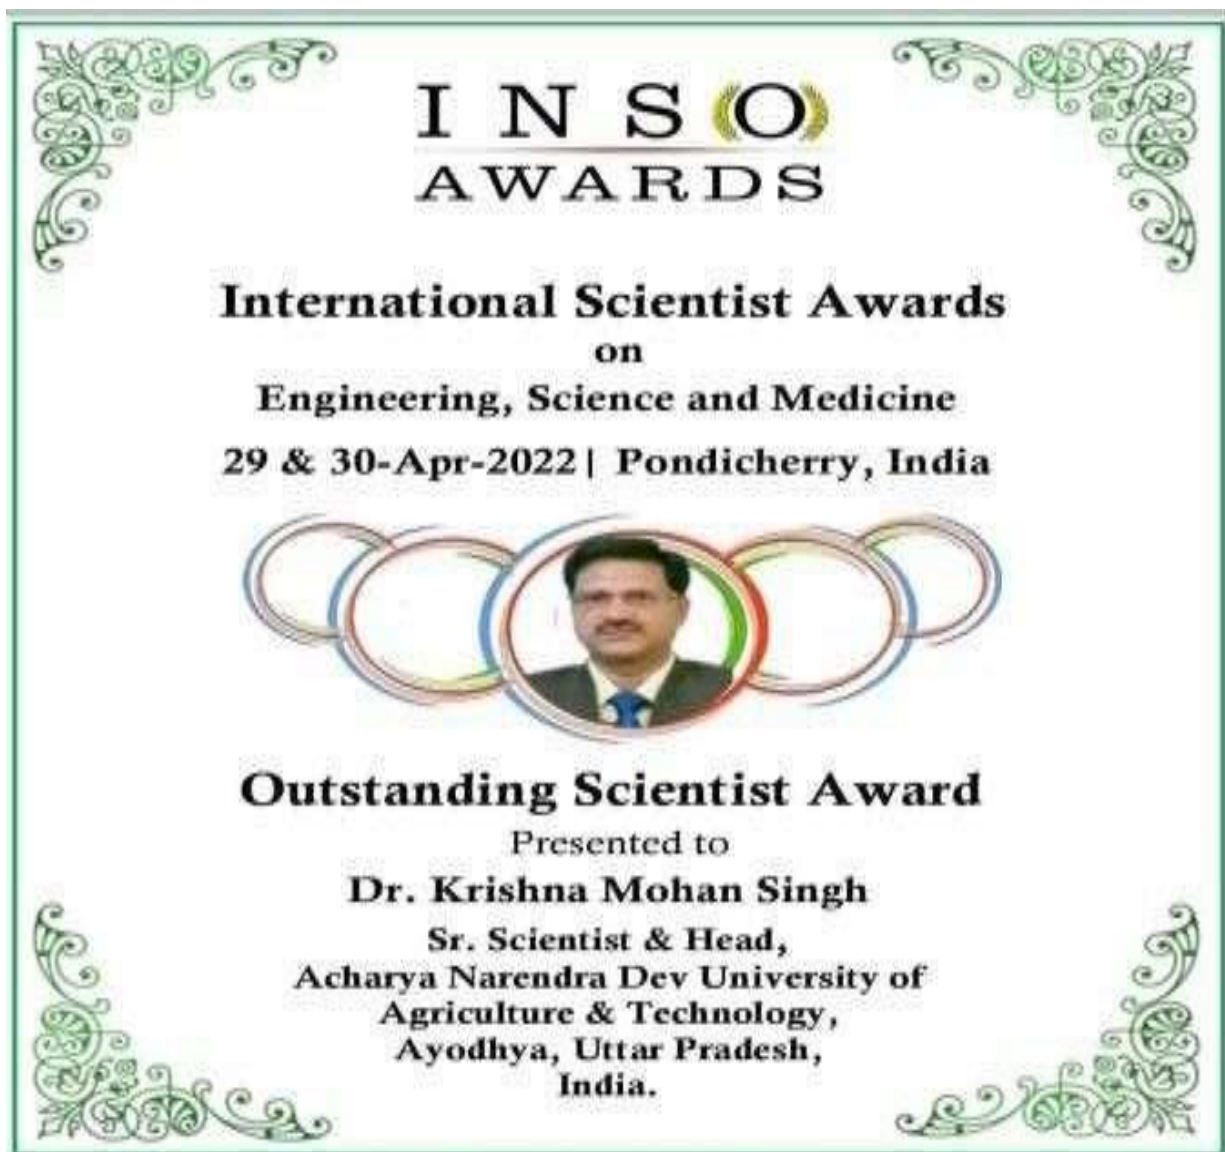 INSO
AWARDS
International Scientist Awards
on
Engineering, Science and Medicine
29 & 30-Apr-2022| Pondicherry, India
Outstanding Scientist Award
Presented to
Dr. Krishna Mohan Singh
Sr. Scientist & Head,
Acharya Narendra Dev University of
Agriculture & Technology,
Ayodhya, Uttar Pradesh,
India.